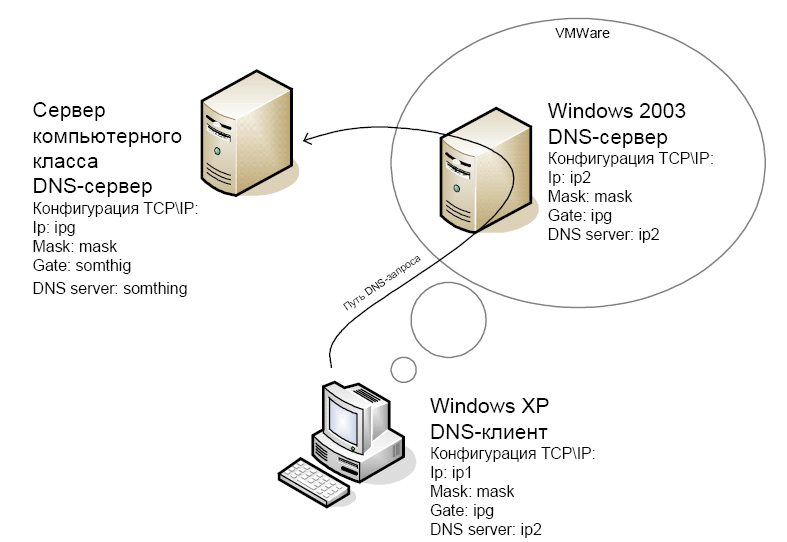 VMWare
Сервер
компьютерного
класса
DNS-сервер
Конфигурация TCP\IP:
Ip: ipg
Mask: mask
Gate: somthig
DNS server: somthing
Windows 2003
DNS-сервер
Конфигурация TCP\IP:
Ip: ip2
Mask: mask
Gate: ipg
DNS server: ip2
Путь DNS-запроса
Windows XP
DNS-клиент
Конфигурация TCP\IP:
Ip: ip1
Mask: mask
Gate: ipg
DNS server: ip2